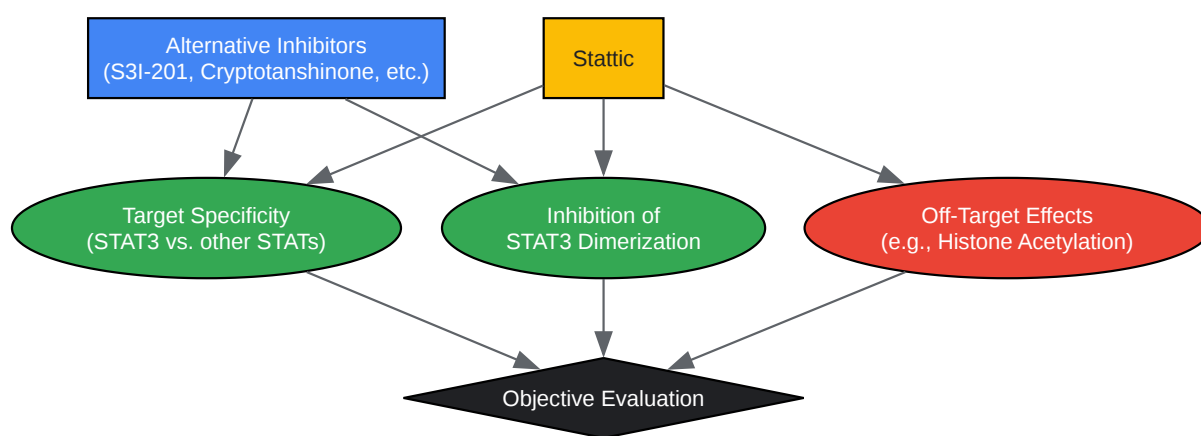 Alternative Inhibitors
(S3I-201, Cryptotanshinone, etc.)
Stattic
Target Specificity
(STAT3 vs. other STATs)
Inhibition of
STAT3 Dimerization
Off-Target Effects
(e.g., Histone Acetylation)
Objective Evaluation